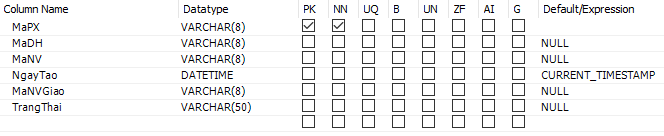 Column Name Datatype PK NN UQ B UN ZF AI G Default/Expression
MaPX VARCHAR(8)
MaDH VARCHAR(8) NULL
MaNV VARCHAR(8) NULL
NgayTao DATETIME CURRENT_TIMESTAMP
MaNVGiao VARCHAR(8) NULL
TrangThai VARCHAR(50) NULL